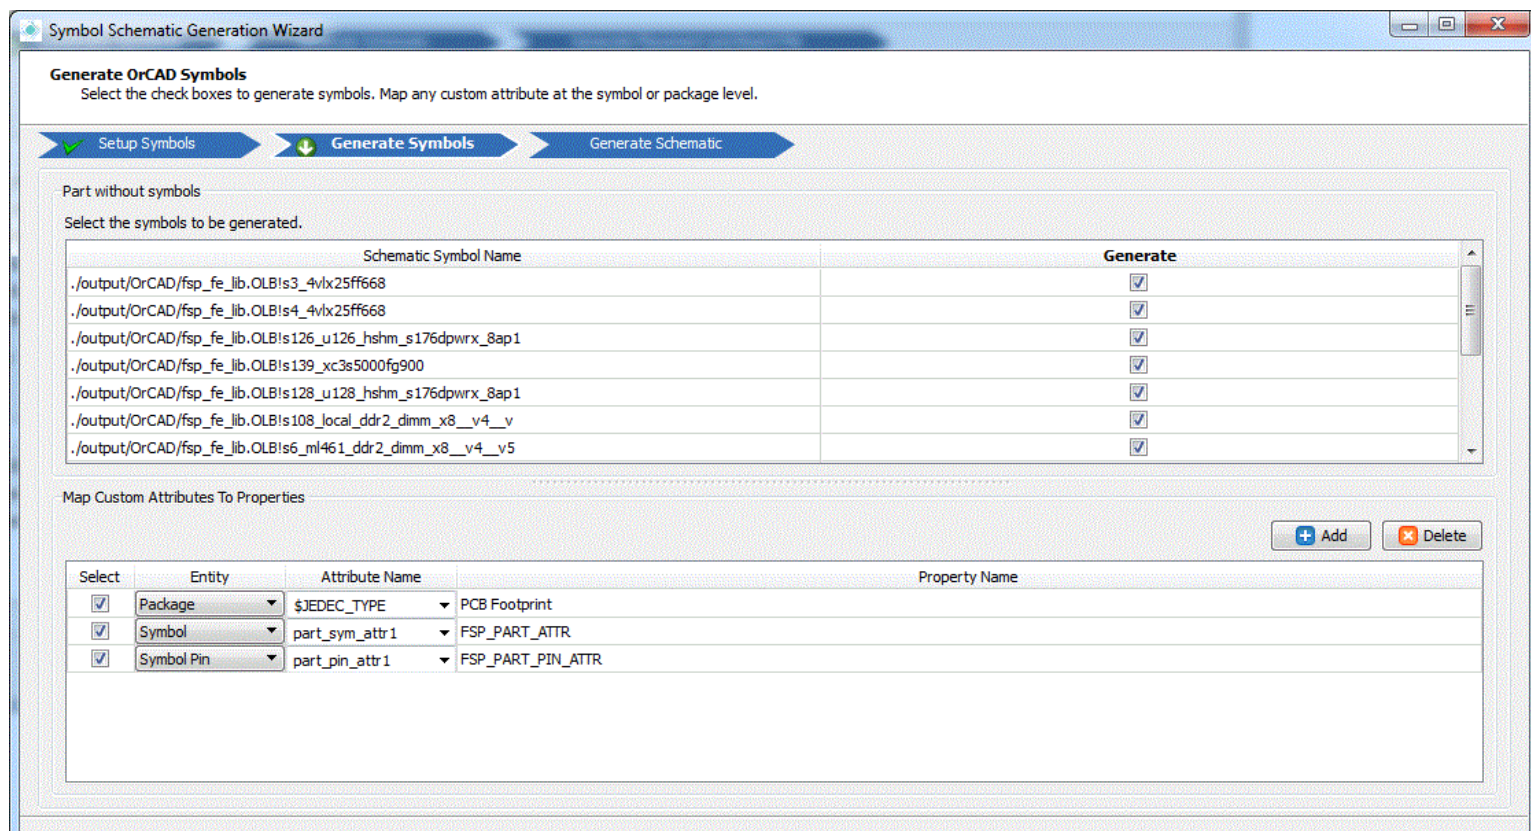 Symbol Schematic Generation Wizard
Generate OrCAD Symbols
Select the check boxes to generate symbols. Map any custom attribute at the symbol or package level.
Setup Symbols Generate Symbols Generate Schematic
Part without symbols
Select the symbols to be generated.
Schematic Symbol Name Generate
./output/OrCAD/fsp_fe_lib.OLB!s3_4vlx25ff668
./output/OrCAD/fsp_fe_lib.OLB!s4_4vlx25ff668
./output/OrCAD/fsp_fe_lib.OLB!s126_u126_hshm_s176dpwrx_8ap1
./output/OrCAD/fsp_fe_lib.OLB!s139_xc3s5000fg900
./output/OrCAD/fsp_fe_lib.OLB!s128_u128_hshm_s176dpwrx_8ap1
./output/OrCAD/fsp_fe_lib.OLB!s108_local_ddr2_dimm_x8__v4__v
./output/OrCAD/fsp_fe_lib.OLB!s6_ml461_ddr2_dimm_x8__v4__v5
Map Custom Attributes To Properties
Add Delete
Select Entity Attribute Name Property Name
Package $JEDEC_TYPE PCB Footprint
Symbol part_sym_attr1 FSP_PART_ATTR
Symbol Pin part_pin_attr1 FSP_PART_PIN_ATTR